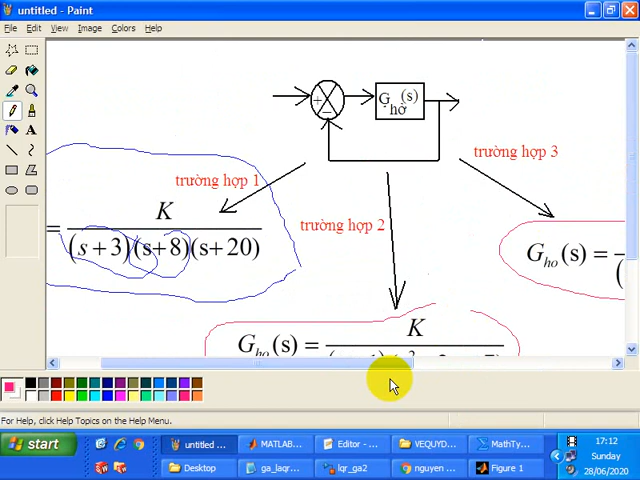 untitled - Paint
File Edit View Image Colors Help
G (s)
hở
+
−
trường hợp 1
trường hợp 2
trường hợp 3
= K / (s+3)(s+8)(s+20)
G_ho (s) =
G_ho (s) = K
For Help, click Help Topics on the Help Menu.
start
untitled ...
MATLAB...
Editor - ...
VEQUYD...
MathTy...
Desktop
ga_laqr...
lqr_ga2
nguyen ...
Figure 1
17:12
Sunday
28/06/2020